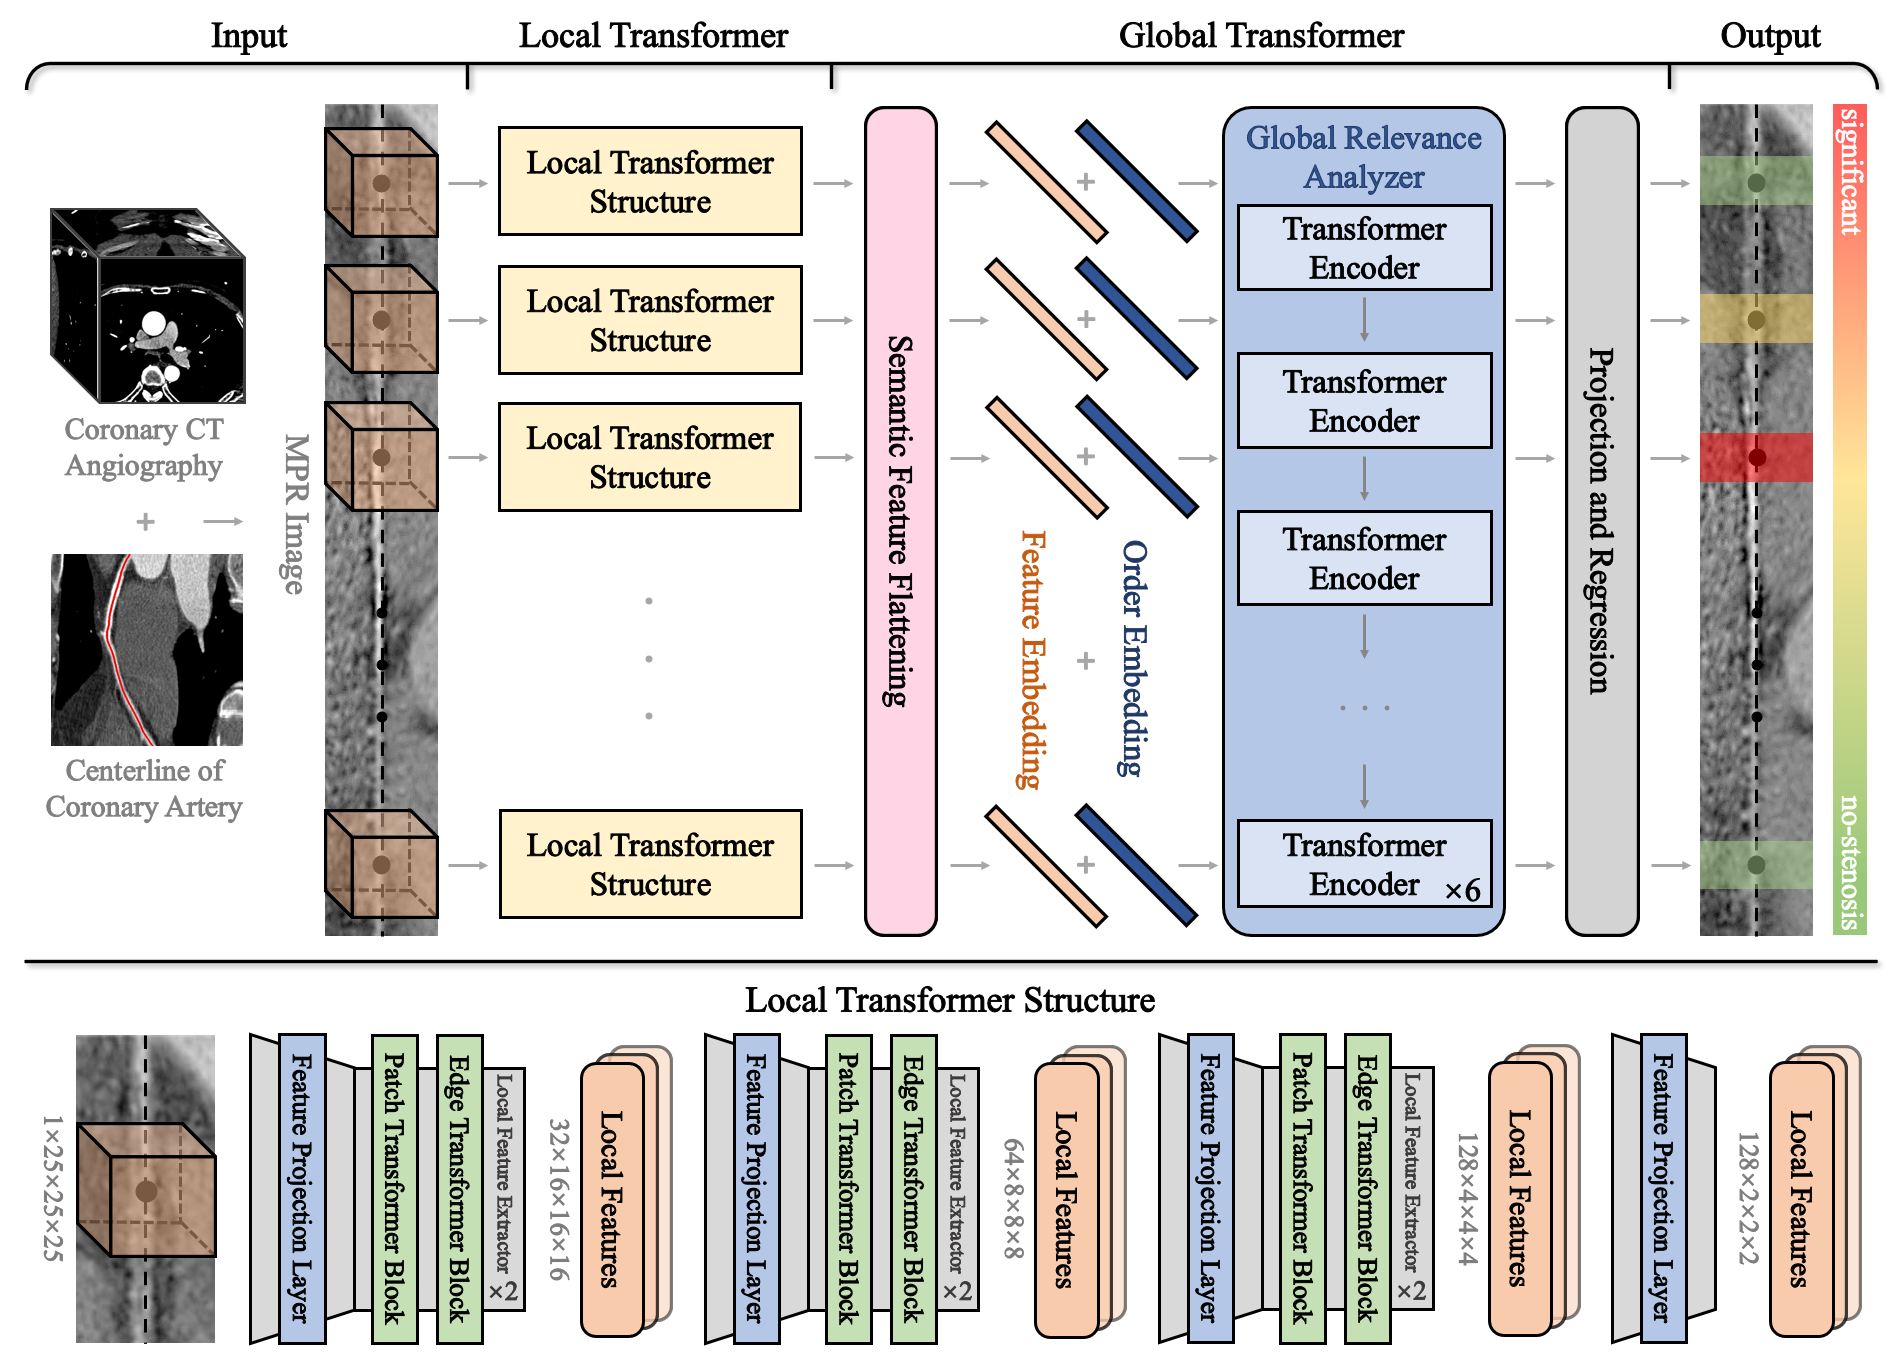 Input
Local Transformer
Global Transformer
Output
Coronary CT
Angiography
+
Centerline of
Coronary Artery
MPR Image
Local Transformer
Structure
Local Transformer
Structure
Local Transformer
Structure
Local Transformer
Structure
Semantic Feature Flattening
+
+
+
Feature Embedding
+
Order Embedding
+
Global Relevance
Analyzer
Transformer
Encoder
Transformer
Encoder
Transformer
Encoder
. . .
Transformer
Encoder ×6
Projection and Regression
significant
no-stenosis
Local Transformer Structure
1×25×25×25
Feature Projection Layer
Patch Transformer Block
Edge Transformer Block
Local Feature Extractor ×2
32×16×16×16
Local Features
Feature Projection Layer
Patch Transformer Block
Edge Transformer Block
Local Feature Extractor ×2
64×8×8×8
Local Features
Feature Projection Layer
Patch Transformer Block
Edge Transformer Block
Local Feature Extractor ×2
128×4×4×4
Local Features
Feature Projection Layer
128×2×2×2
Local Features